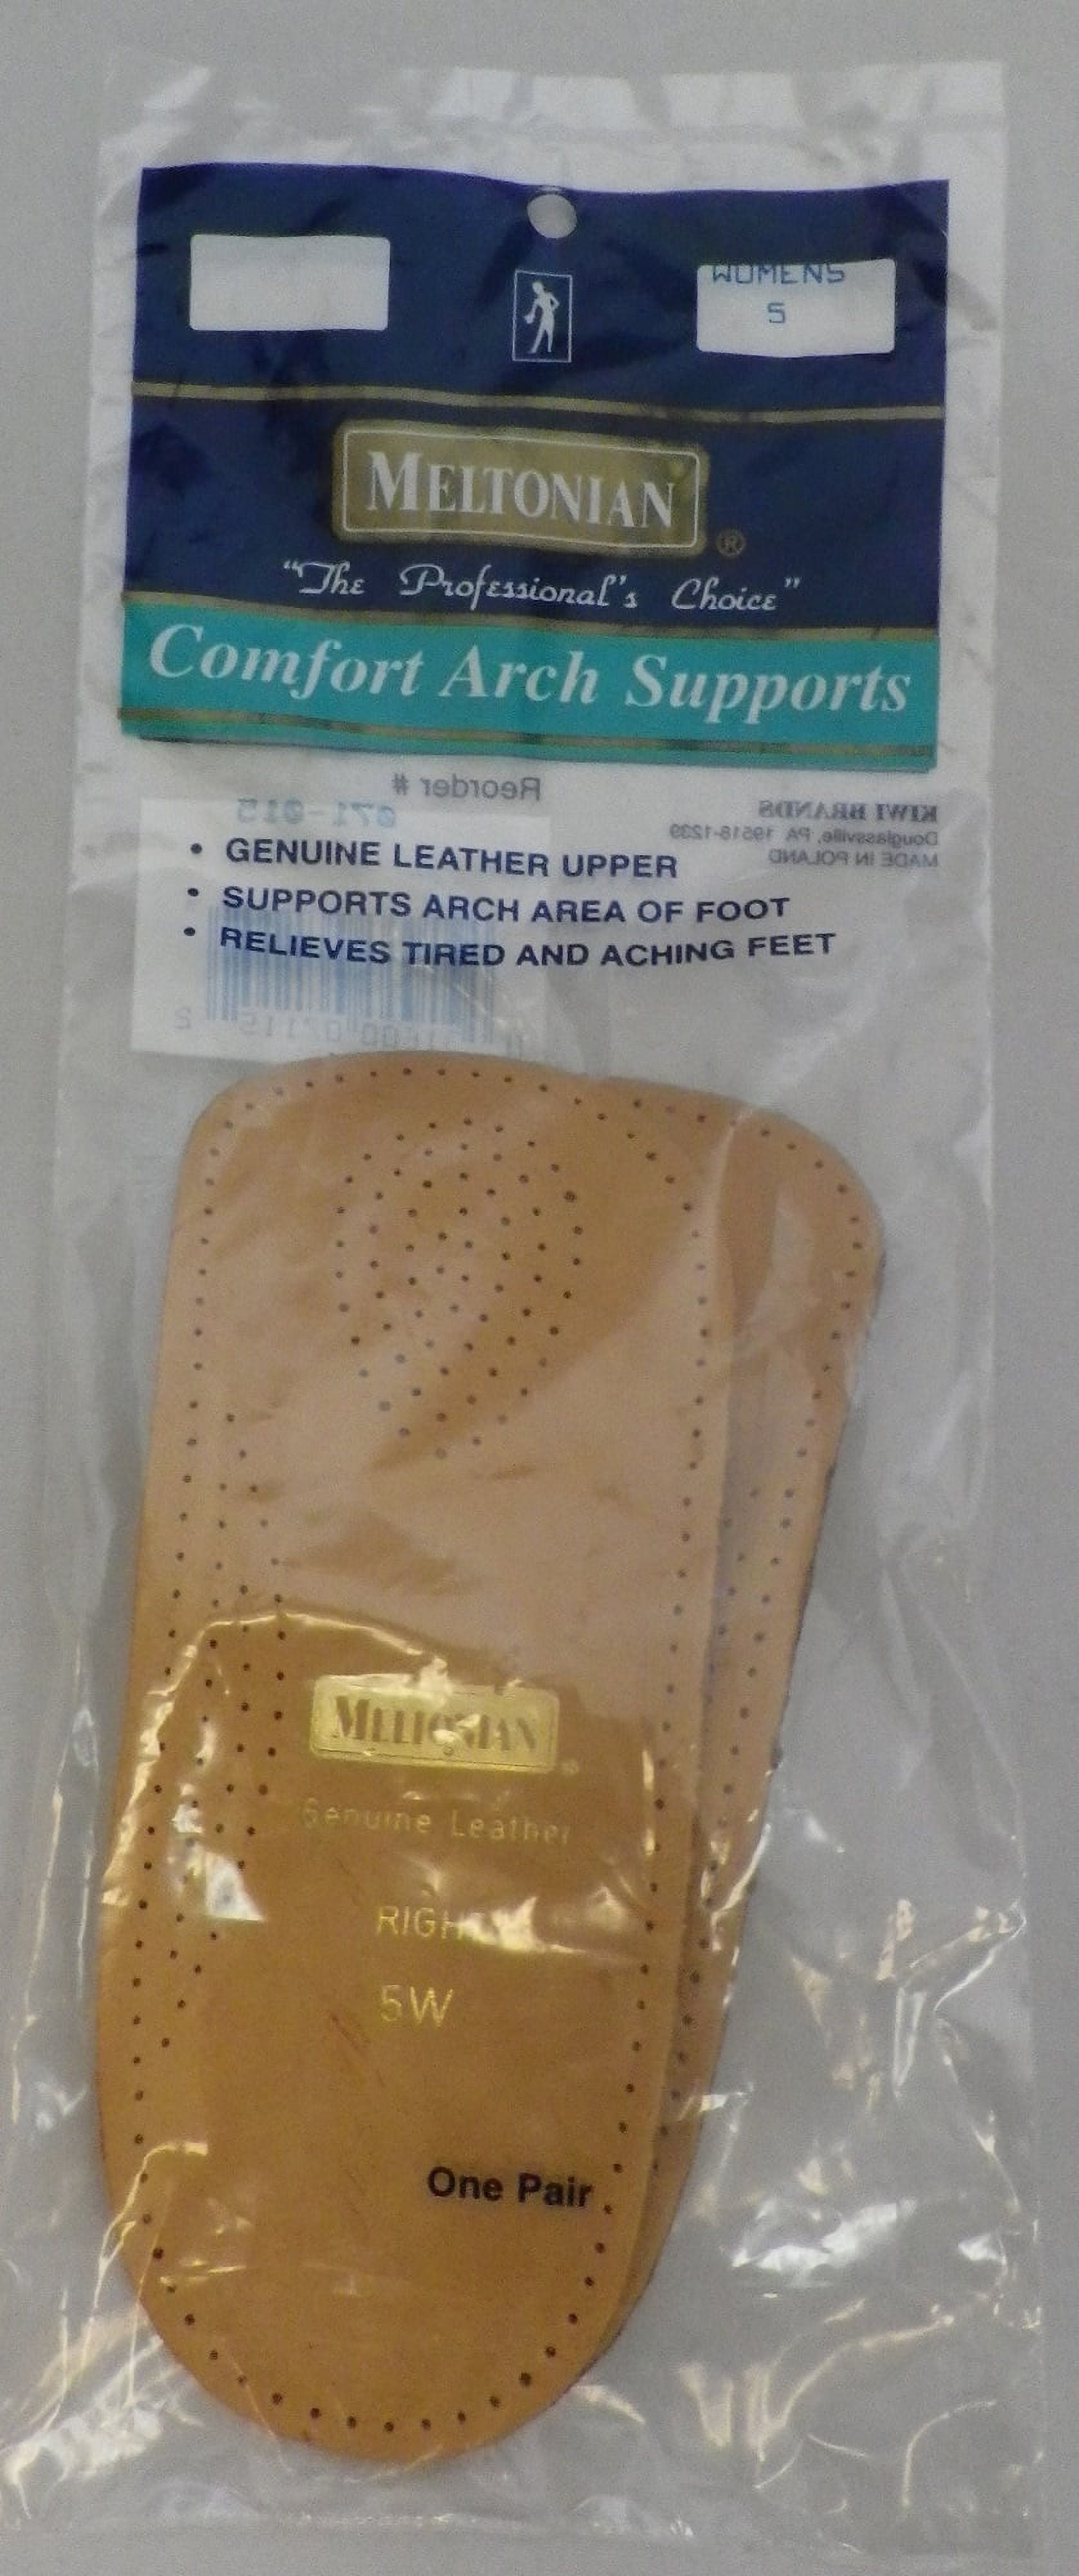 WOMENS
5
MELTONIAN®
"The Professional's Choice"
Comfort Arch Supports
Reorder #
071-015
KIWI BRANDS
Douglassville, PA 19518-1239
MADE IN POLAND
• GENUINE LEATHER UPPER
• SUPPORTS ARCH AREA OF FOOT
• RELIEVES TIRED AND ACHING FEET
MELTONIAN
Genuine Leather
5W
One Pair